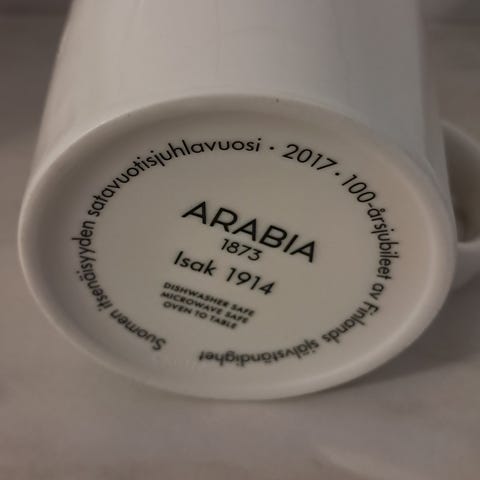 Suomen itsenäisyyden satavuotisjuhlavuosi · 2017 · 100-årsjubileet av Finlands självständighet
ARABIA
1873
Isak 1914
DISHWASHER SAFE
MICROWAVE SAFE
OVEN TO TABLE